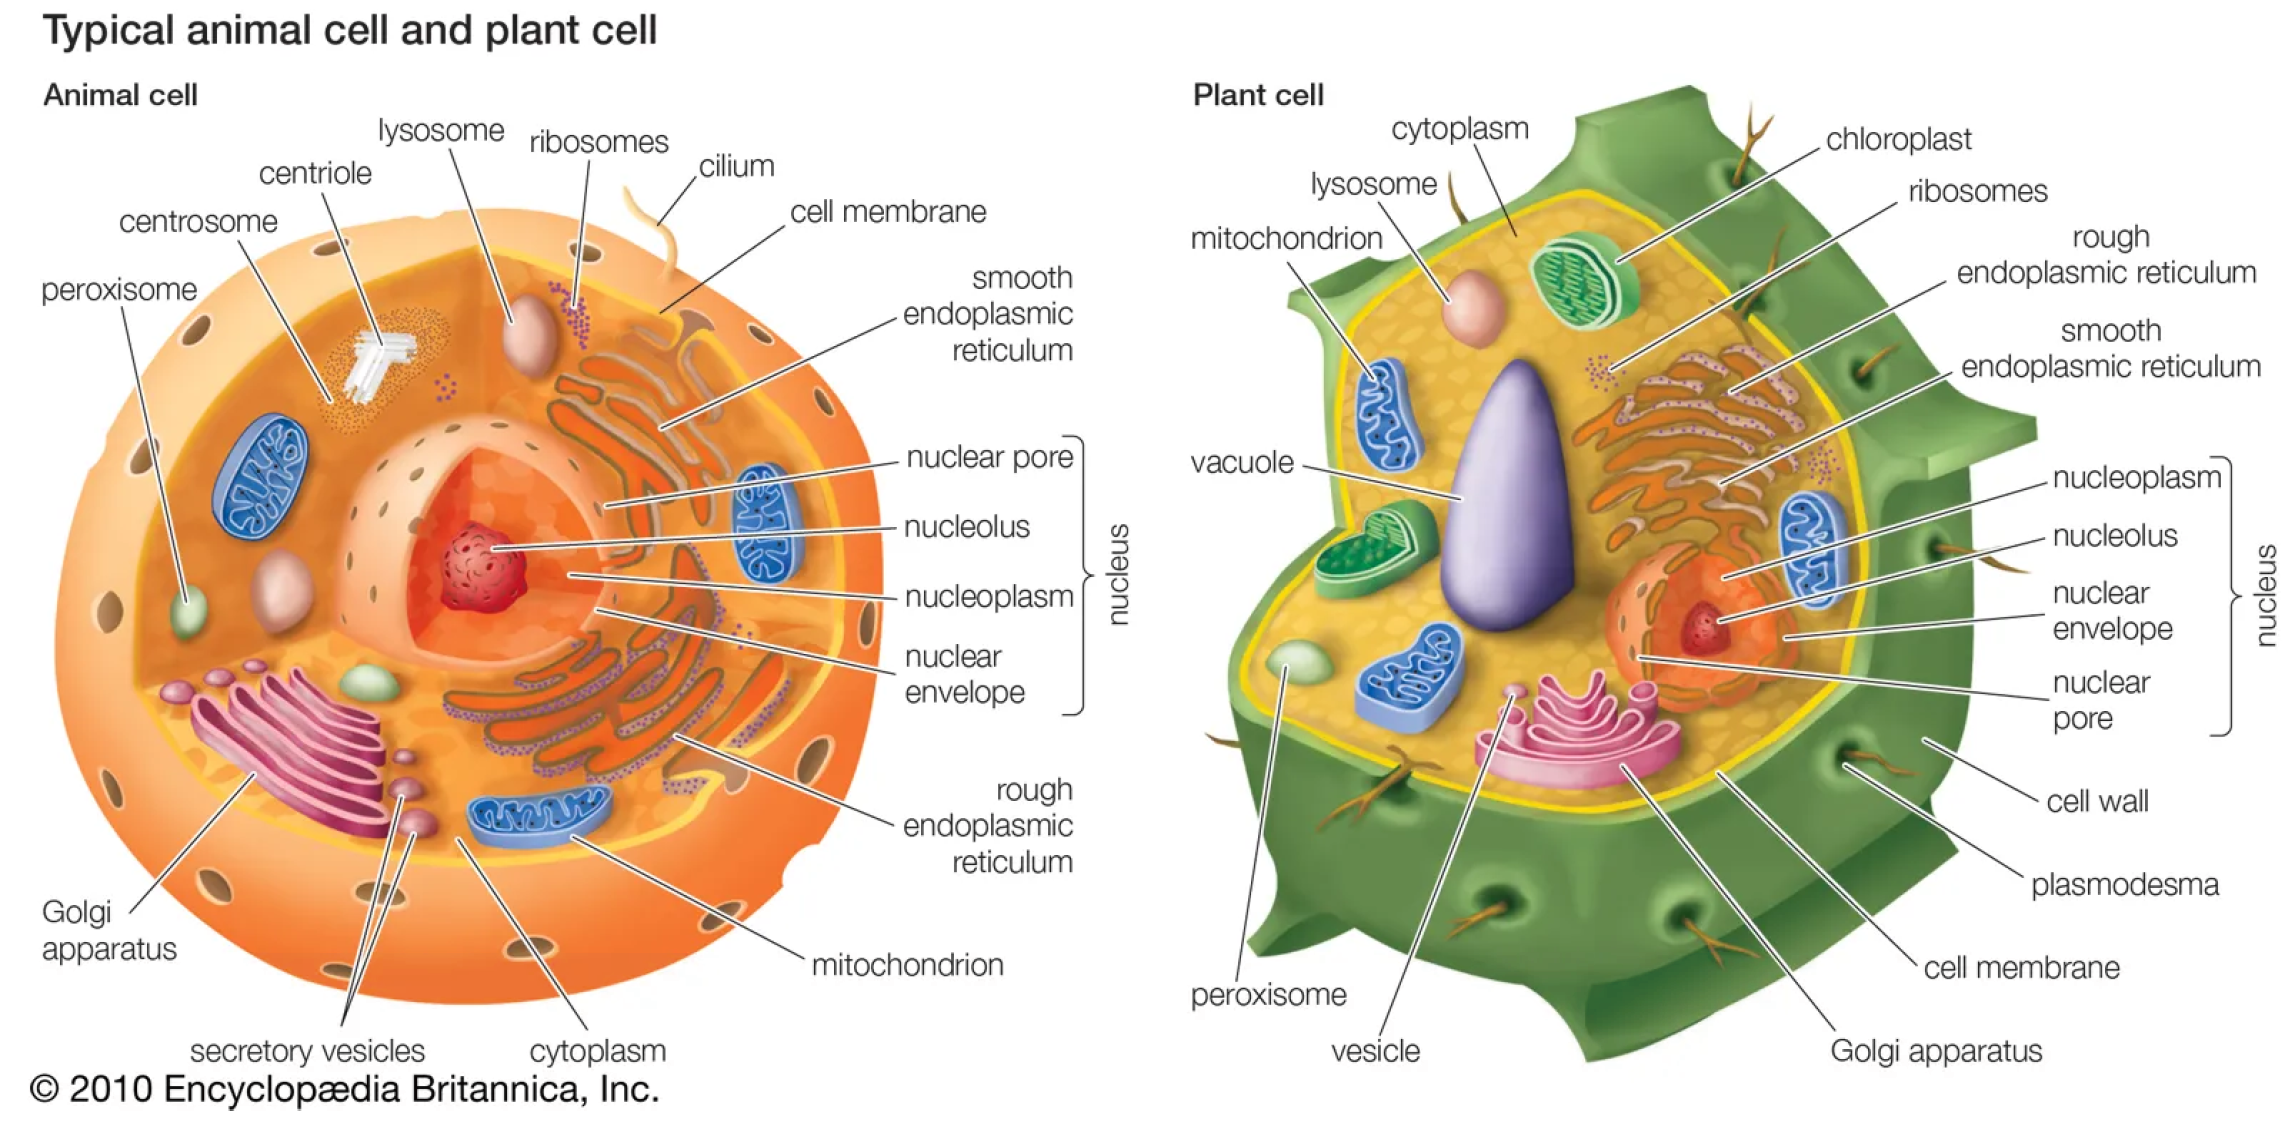 Typical animal cell and plant cell
Animal cell
lysosome
ribosomes
centriole
cilium
centrosome
cell membrane
peroxisome
smooth
endoplasmic
reticulum
nuclear pore
nucleolus
nucleoplasm
nuclear
envelope
nucleus
rough
endoplasmic
reticulum
Golgi
apparatus
mitochondrion
secretory vesicles
cytoplasm
Plant cell
cytoplasm
chloroplast
lysosome
ribosomes
mitochondrion
rough
endoplasmic reticulum
smooth
endoplasmic reticulum
vacuole
nucleoplasm
nucleolus
nuclear
envelope
nuclear
pore
nucleus
cell wall
plasmodesma
cell membrane
peroxisome
vesicle
Golgi apparatus
© 2010 Encyclopædia Britannica, Inc.